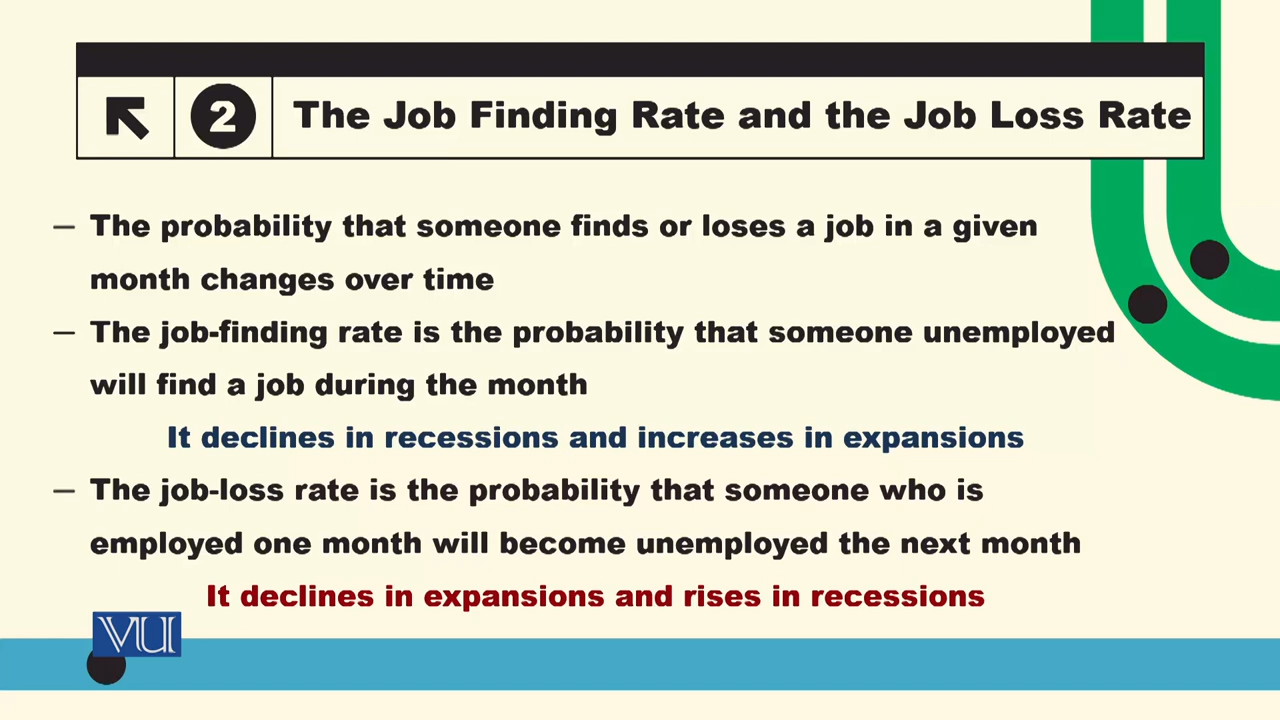 2 The Job Finding Rate and the Job Loss Rate
— The probability that someone finds or loses a job in a given
month changes over time
— The job-finding rate is the probability that someone unemployed
will find a job during the month
It declines in recessions and increases in expansions
— The job-loss rate is the probability that someone who is
employed one month will become unemployed the next month
It declines in expansions and rises in recessions
VU